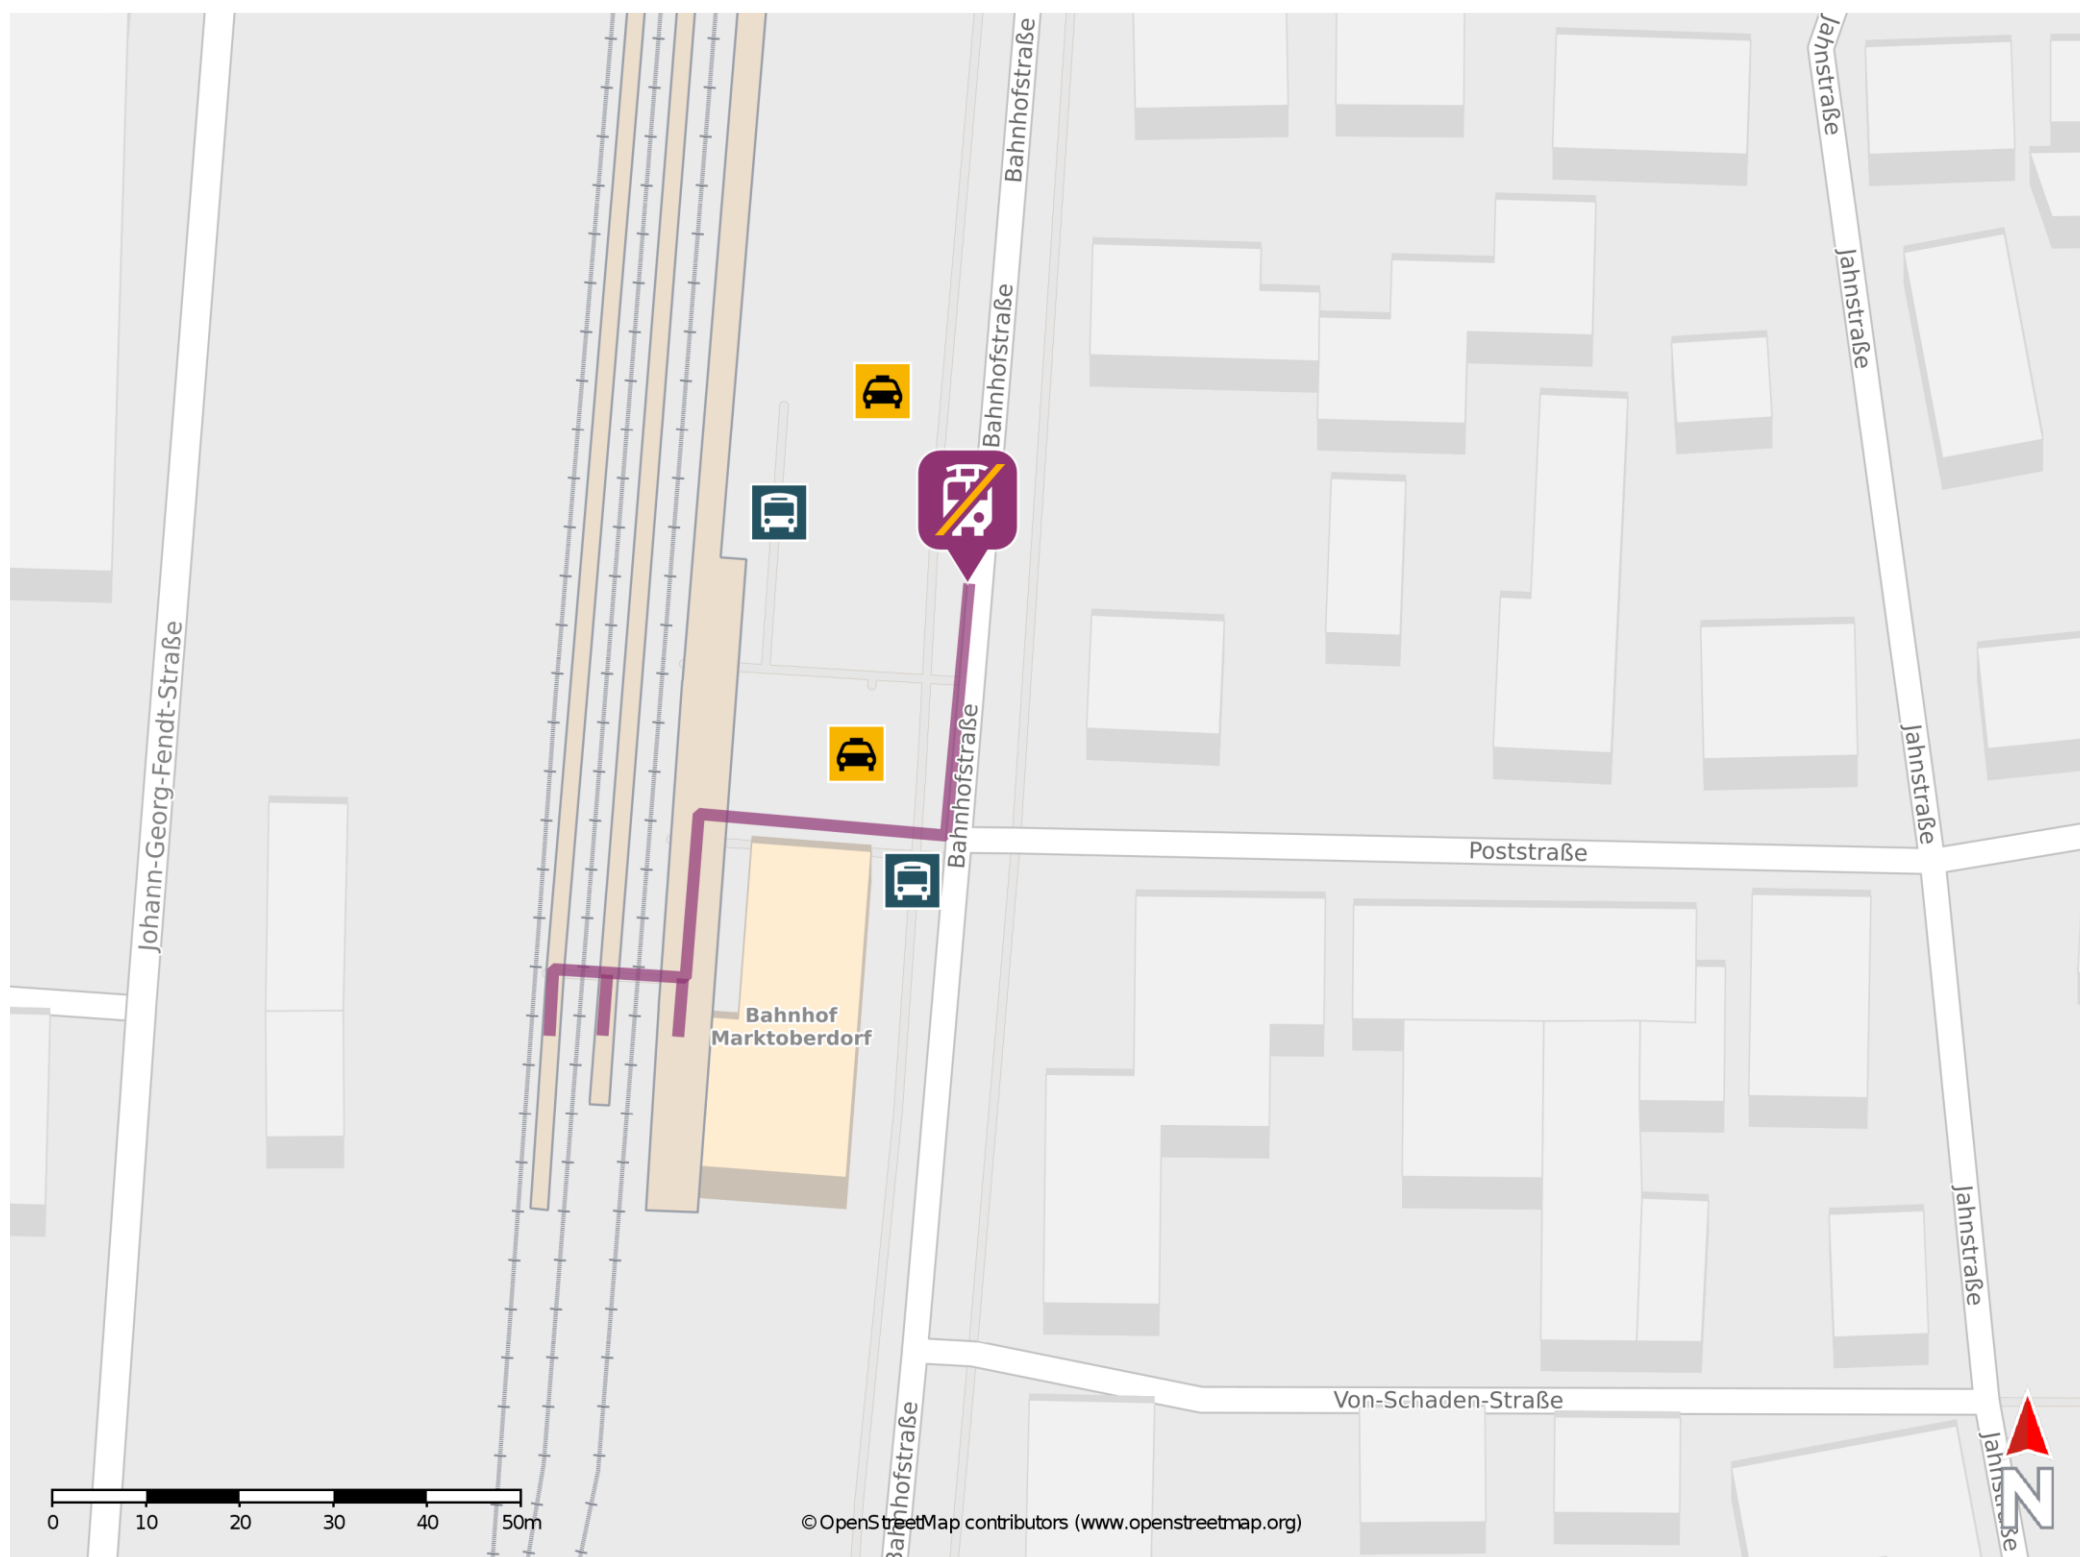 Bahnhofstraße
Jahnstraße
Jahnstraße
Bahnhofstraße
Johann-Georg-Fendt-Straße
Bahnhofstraße
Jahnstraße
Poststraße
Bahnhof
Marktoberdorf
Jahnstraße
Von-Schaden-Straße
Bahnhofstraße
Jahnstraße
N
0 10 20 30 40 50m
© OpenStreetMap contributors (www.openstreetmap.org)